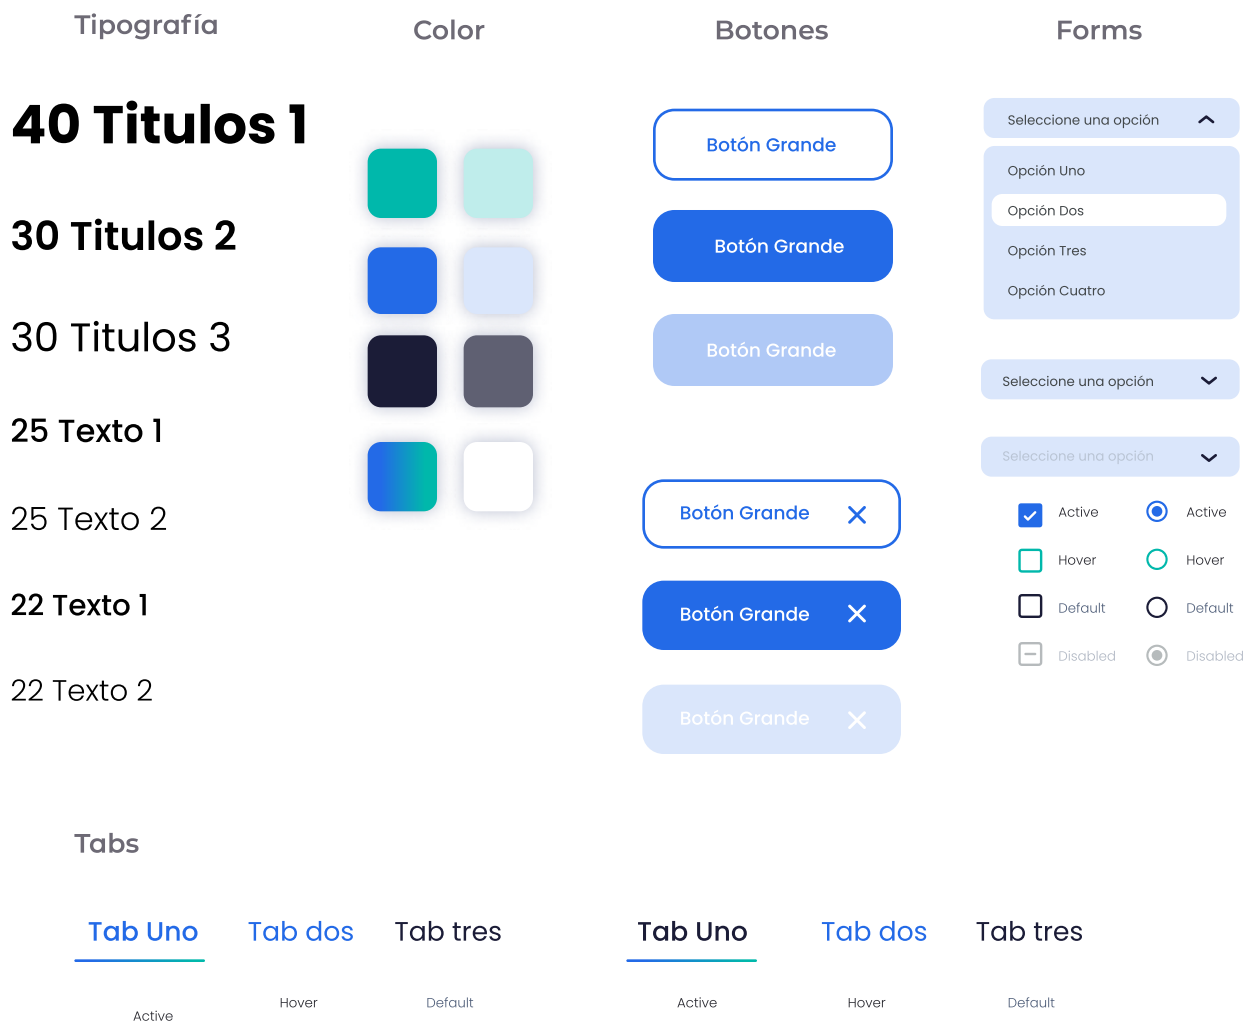 Tipografía
Color
Botones
Forms
40 Titulos 1
30 Titulos 2
30 Titulos 3
25 Texto 1
25 Texto 2
22 Texto 1
22 Texto 2
Botón Grande
Botón Grande
Botón Grande
Botón Grande
Botón Grande
Botón Grande
Seleccione una opción
Opción Uno
Opción Dos
Opción Tres
Opción Cuatro
Seleccione una opción
Seleccione una opción
Active Active
Hover Hover
Default Default
Disabled Disabled
Tabs
Tab Uno Tab dos Tab tres
Active Hover Default
Tab Uno Tab dos Tab tres
Active Hover Default